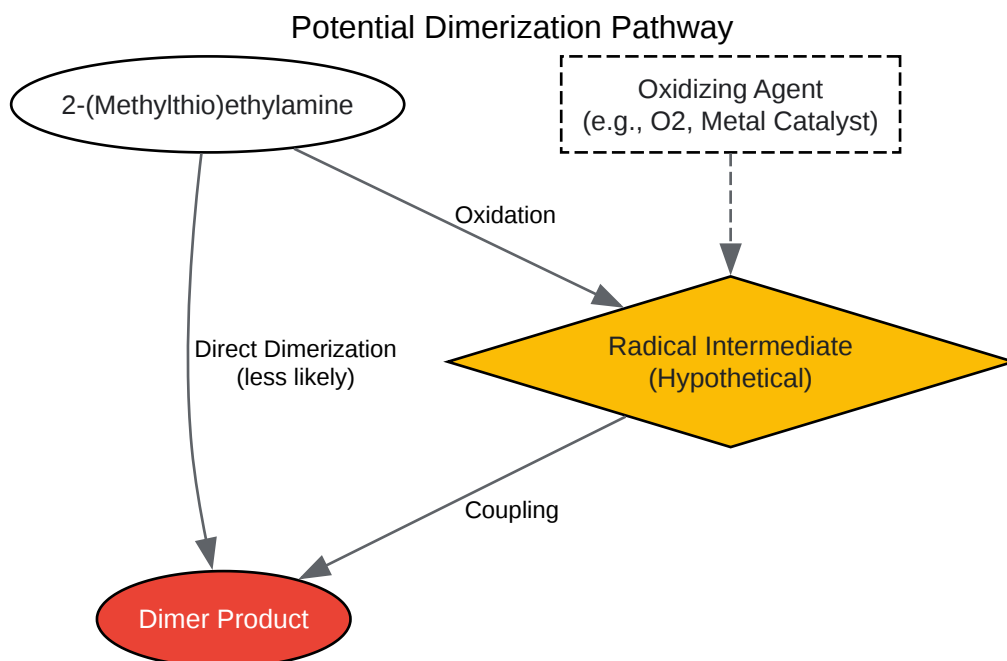 Potential Dimerization Pathway
2-(Methylthio)ethylamine
Oxidizing Agent
(e.g., O2, Metal Catalyst)
Oxidation
Direct Dimerization
(less likely)
Radical Intermediate
(Hypothetical)
Coupling
Dimer Product